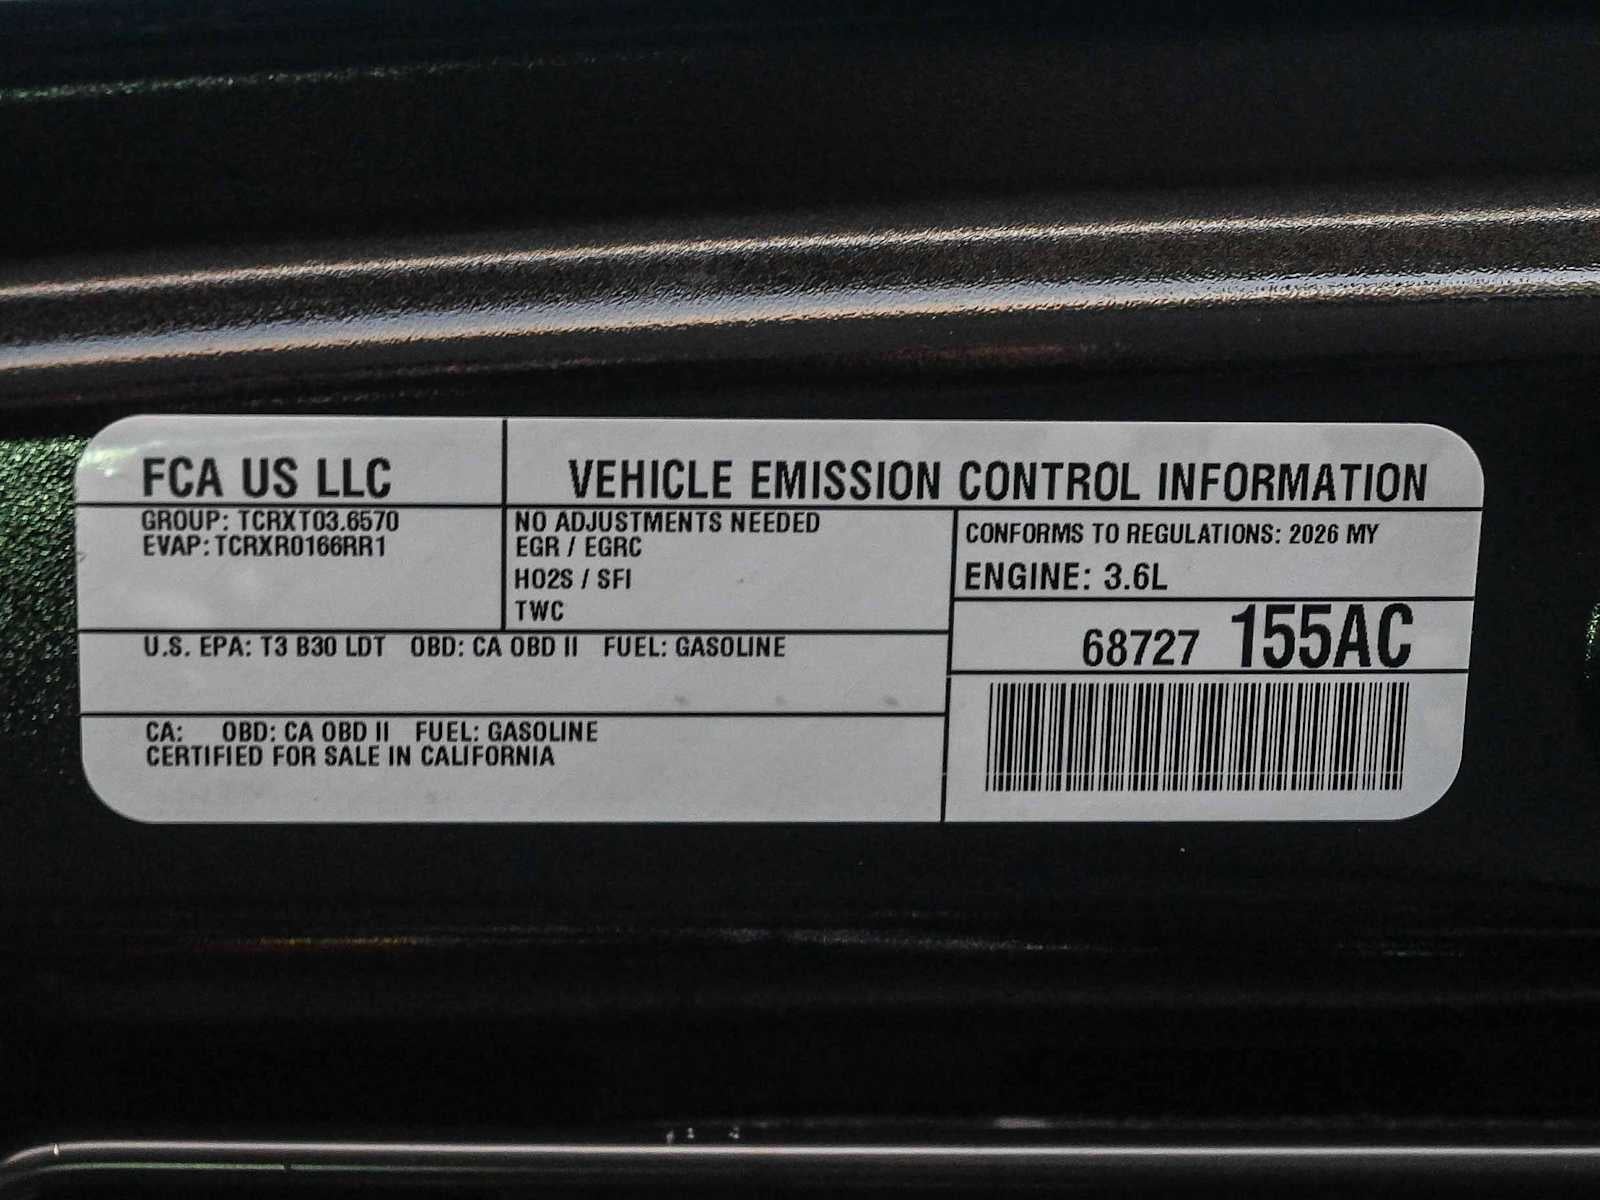 FCA US LLC
VEHICLE EMISSION CONTROL INFORMATION
GROUP: TCRXT03.6570
EVAP: TCRXR0166RR1
NO ADJUSTMENTS NEEDED
EGR / EGRC
HO2S / SFI
TWC
CONFORMS TO REGULATIONS: 2026 MY
ENGINE: 3.6L
68727 155AC
U.S. EPA: T3 B30 LDT OBD: CA OBD II FUEL: GASOLINE
CA: OBD: CA OBD II FUEL: GASOLINE
CERTIFIED FOR SALE IN CALIFORNIA